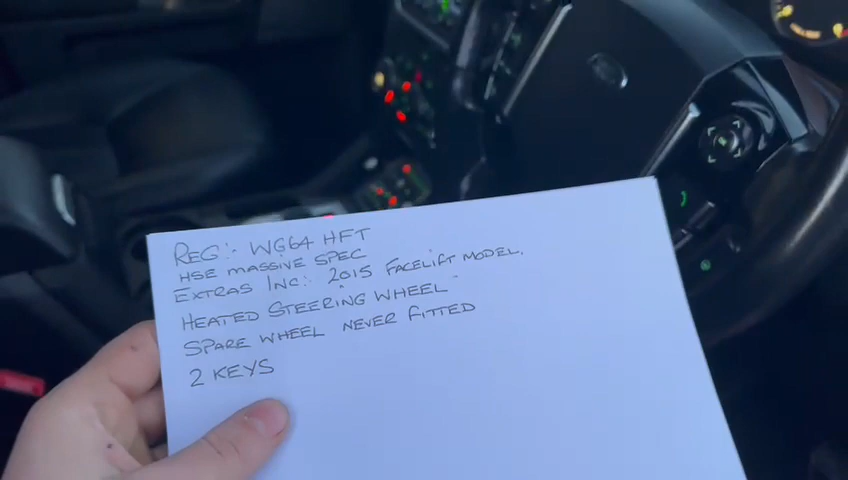 REG:- WG64 HFT
HSE MASSIVE SPEC
EXTRAS INC:- 2015 FACELIFT MODEL.
HEATED STEERING WHEEL
SPARE WHEEL NEVER FITTED
2 KEYS